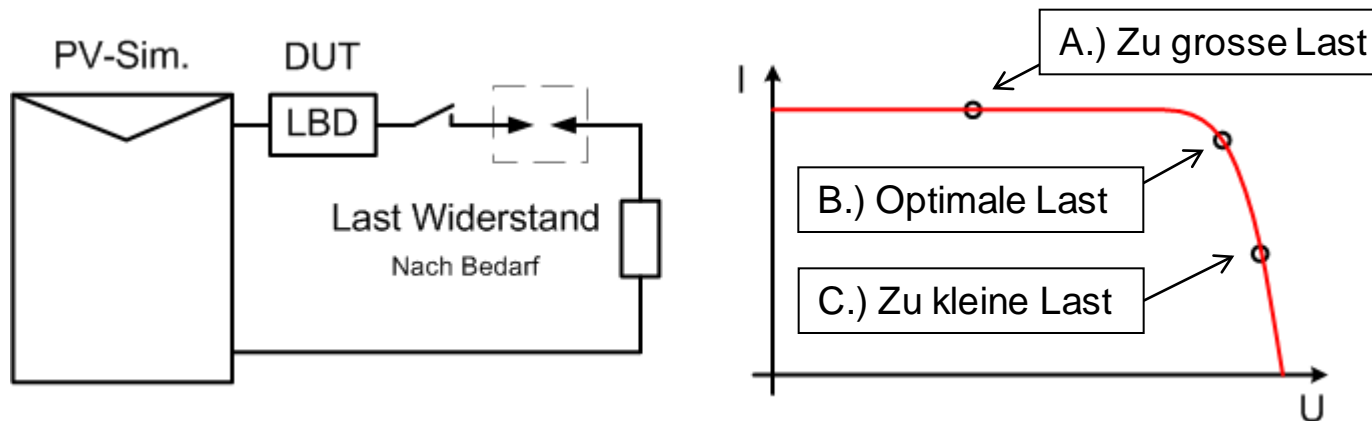 PV-Sim.
DUT
LBD
Last Widerstand
Nach Bedarf
I
A.) Zu grosse Last
B.) Optimale Last
C.) Zu kleine Last
U